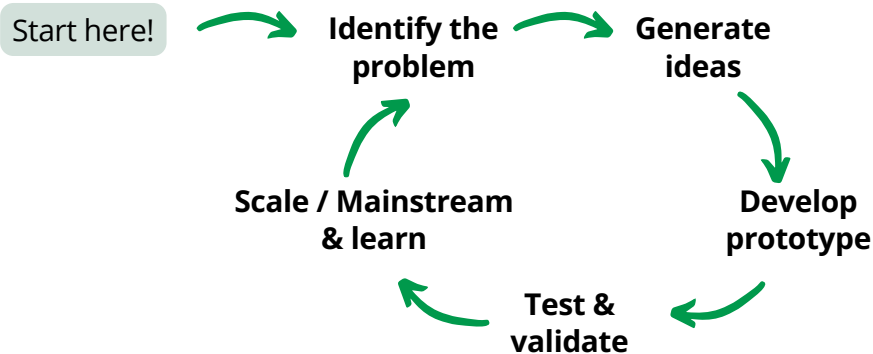 Start here!
Identify the
problem
Generate
ideas
Develop
prototype
Test &
validate
Scale / Mainstream
& learn